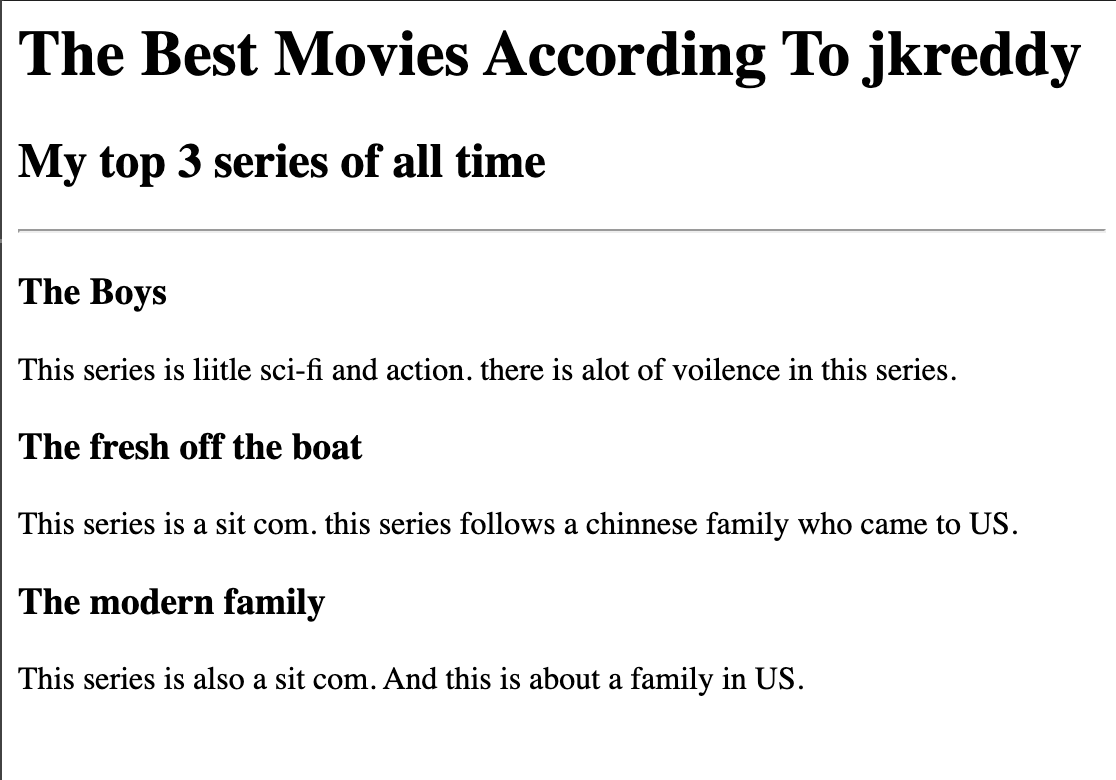 The Best Movies According To jkreddy
My top 3 series of all time
The Boys
This series is liitle sci-fi and action. there is alot of voilence in this series.
The fresh off the boat
This series is a sit com. this series follows a chinnese family who came to US.
The modern family
This series is also a sit com. And this is about a family in US.